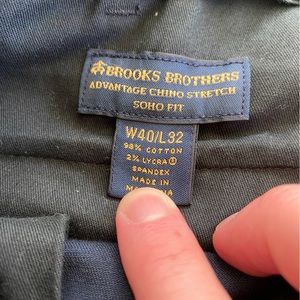 BROOKS BROTHERS
ADVANTAGE CHINO STRETCH
SOHO FIT
W40/L32
98% COTTON
2% LYCRA®
SPANDEX
MADE IN